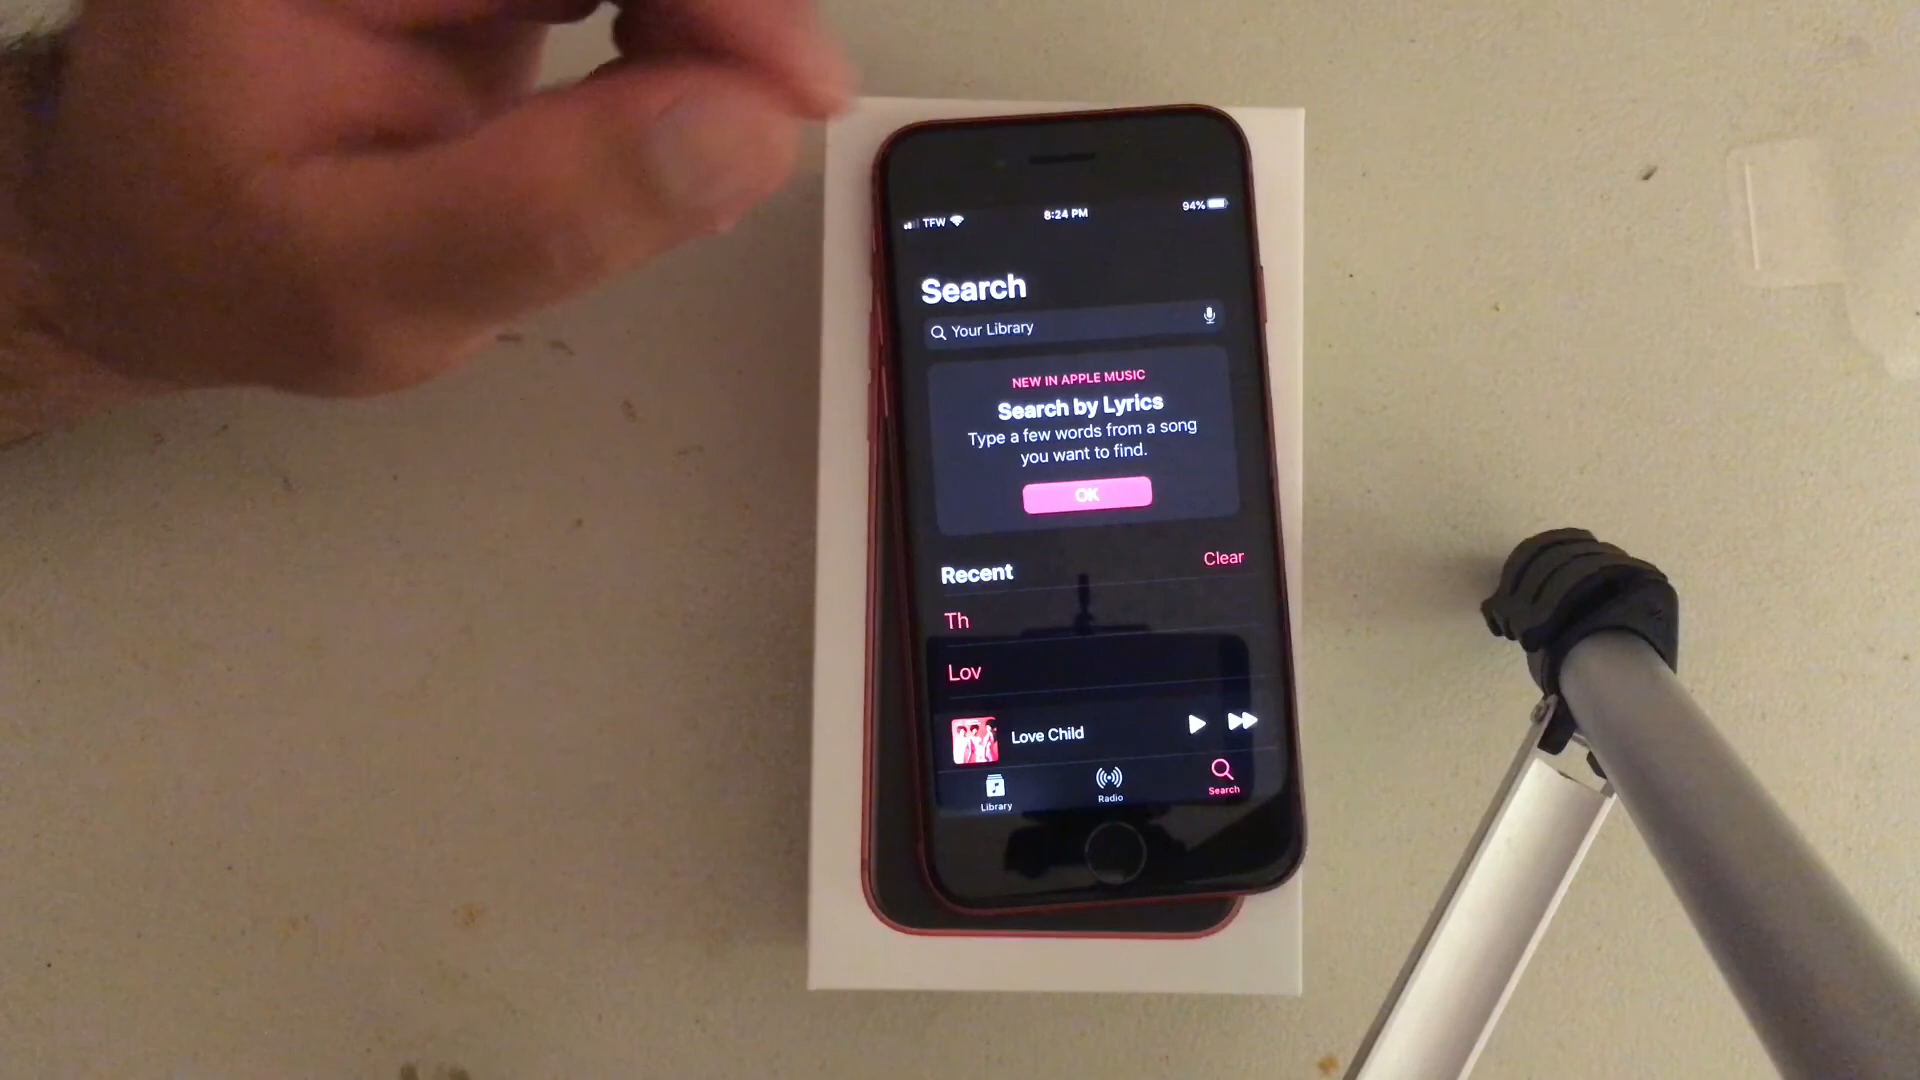 TFW
8:24 PM
94%
Search
Your Library
NEW IN APPLE MUSIC
Search by Lyrics
Type a few words from a song
you want to find.
OK
Recent
Clear
Th
Lov
Love Child
Library
Radio
Search